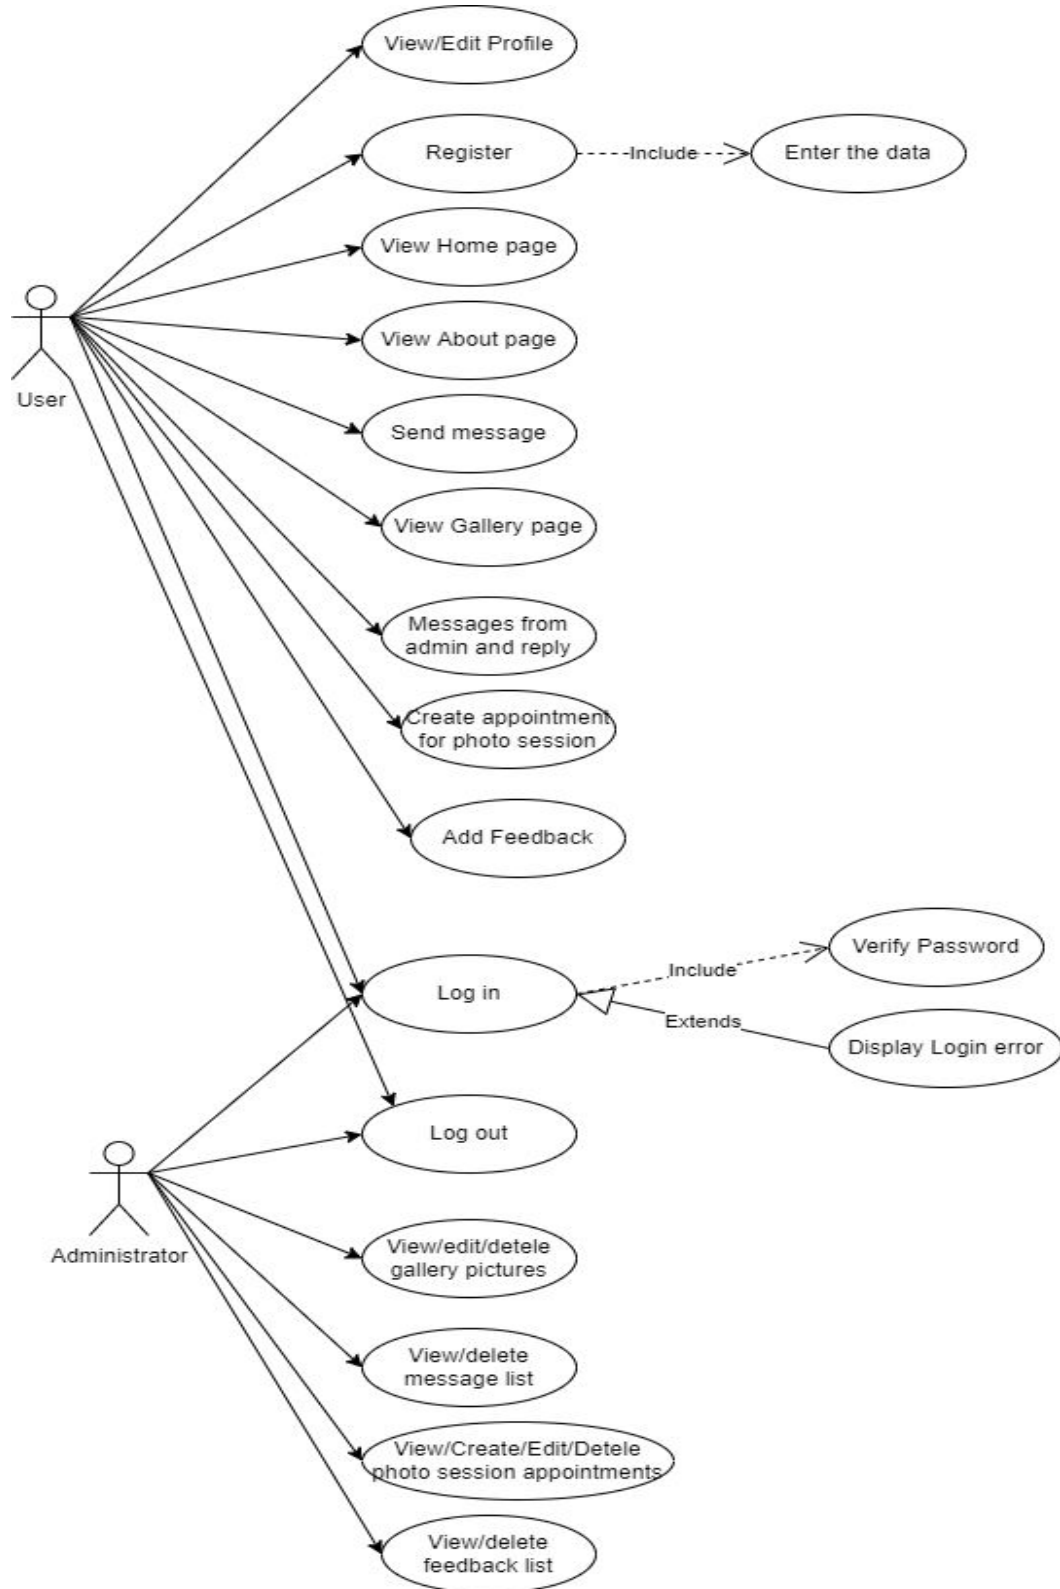 View/Edit Profile
Register
Include
Enter the data
View Home page
View About page
User
Send message
View Gallery page
Messages from
admin and reply
Create appointment
for photo session
Add Feedback
Verify Password
Include
Log in
Extends
Display Login error
Log out
Administrator
View/edit/detele
gallery pictures
View/delete
message list
View/Create/Edit/Detele
photo session appointments
View/delete
feedback list